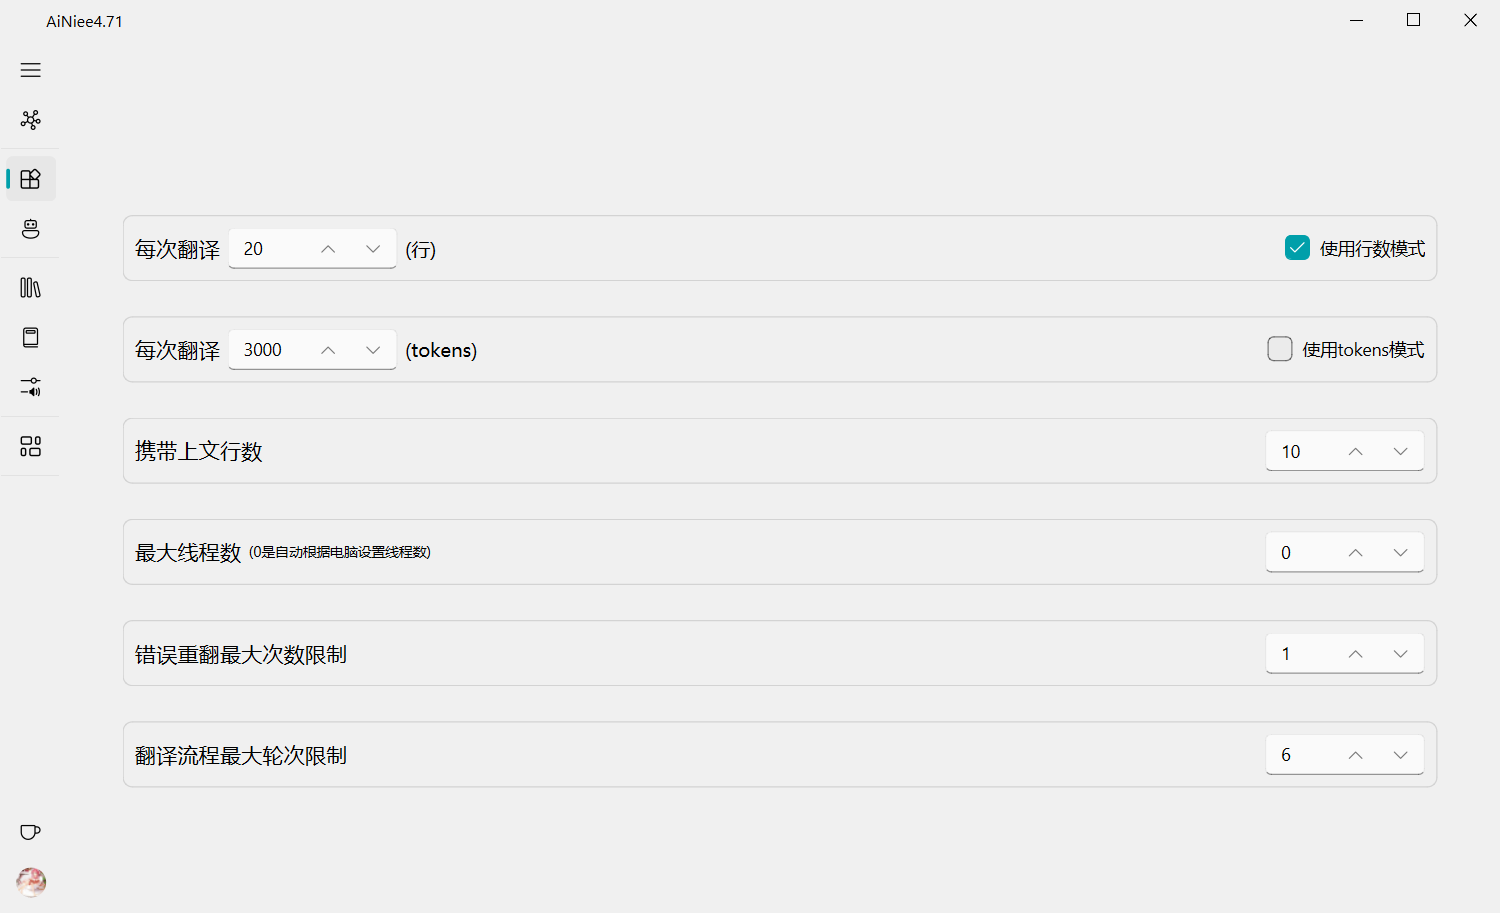 AiNiee4.71
每次翻译 20 (行) 使用行数模式
每次翻译 3000 (tokens) 使用tokens模式
携带上文行数 10
最大线程数 (0是自动根据电脑设置线程数) 0
错误重翻最大次数限制 1
翻译流程最大轮次限制 6